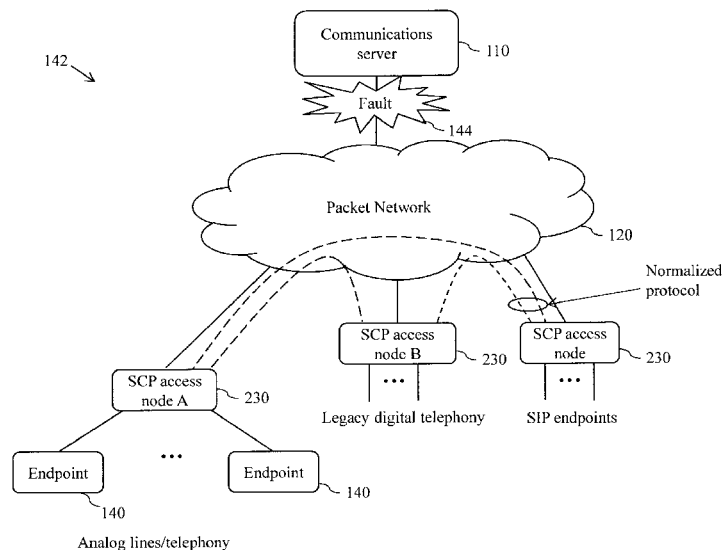 Communications
server
110
142
Fault
144
Packet Network
120
Normalized
protocol
SCP access
node B
230
SCP access
node
230
SCP access
node A
230
Legacy digital telephony
SIP endpoints
Endpoint
140
Endpoint
140
Analog lines/telephony